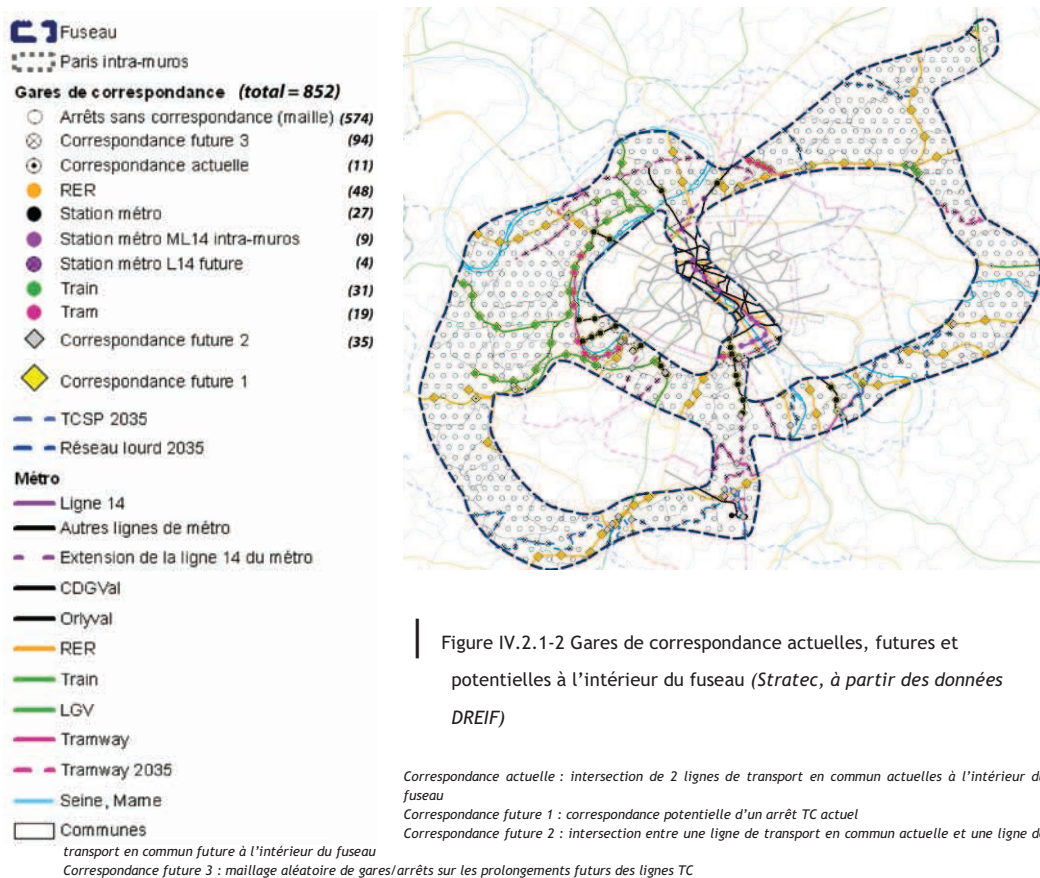 Fuseau
Paris intra-muros
Gares de correspondance (total = 852)
Arrêts sans correspondance (maille) (574)
Correspondance future 3 (94)
Correspondance actuelle (11)
RER (48)
Station métro (27)
Station métro ML14 intra-muros (9)
Station métro L14 future (4)
Train (31)
Tram (19)
Correspondance future 2 (35)
Correspondance future 1
TCSP 2035
Réseau lourd 2035
Métro
Ligne 14
Autres lignes de métro
Extension de la ligne 14 du métro
CDGVal
Orlyval
RER
Train
LGV
Tramway
Tramway 2035
Seine, Marne
Communes
Figure IV.2.1-2 Gares de correspondance actuelles, futures et
potentielles à l'intérieur du fuseau (Stratec, à partir des données
DREIF)
Correspondance actuelle : intersection de 2 lignes de transport en commun actuelles à l'intérieur du
fuseau
Correspondance future 1 : correspondance potentielle d'un arrêt TC actuel
Correspondance future 2 : intersection entre une ligne de transport en commun actuelle et une ligne de
transport en commun future à l'intérieur du fuseau
Correspondance future 3 : maillage aléatoire de gares/arrêts sur les prolongements futurs des lignes TC